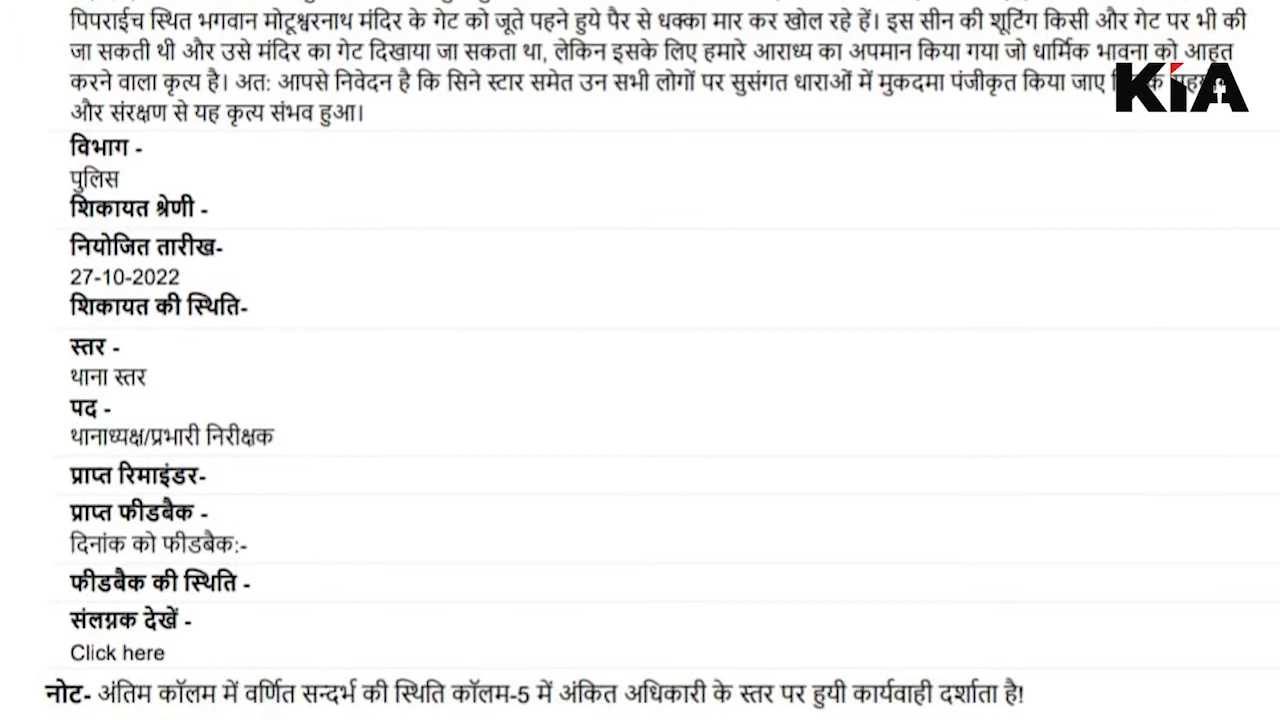 पिपराईच स्थित भगवान मोटूश्वरनाथ मंदिर के गेट को जूते पहने हुये पैर से धक्का मार कर खोल रहे हें। इस सीन की शूटिंग किसी और गेट पर भी की
जा सकती थी और उसे मंदिर का गेट दिखाया जा सकता था, लेकिन इसके लिए हमारे आराध्य का अपमान किया गया जो धार्मिक भावना को आहत
करने वाला कृत्य है। अत: आपसे निवेदन है कि सिने स्टार समेत उन सभी लोगों पर सुसंगत धाराओं में मुकदमा पंजीकृत किया जाए
KIA
और संरक्षण से यह कृत्य संभव हुआ।
विभाग -
पुलिस
शिकायत श्रेणी -
नियोजित तारीख-
27-10-2022
शिकायत की स्थिति-
स्तर -
थाना स्तर
पद -
थानाध्यक्ष/प्रभारी निरीक्षक
प्राप्त रिमाइंडर-
प्राप्त फीडबैक -
दिनांक को फीडबैक:-
फीडबैक की स्थिति -
संलग्नक देखें -
Click here
नोट- अंतिम कॉलम में वर्णित सन्दर्भ की स्थिति कॉलम-5 में अंकित अधिकारी के स्तर पर हुयी कार्यवाही दर्शाता है!